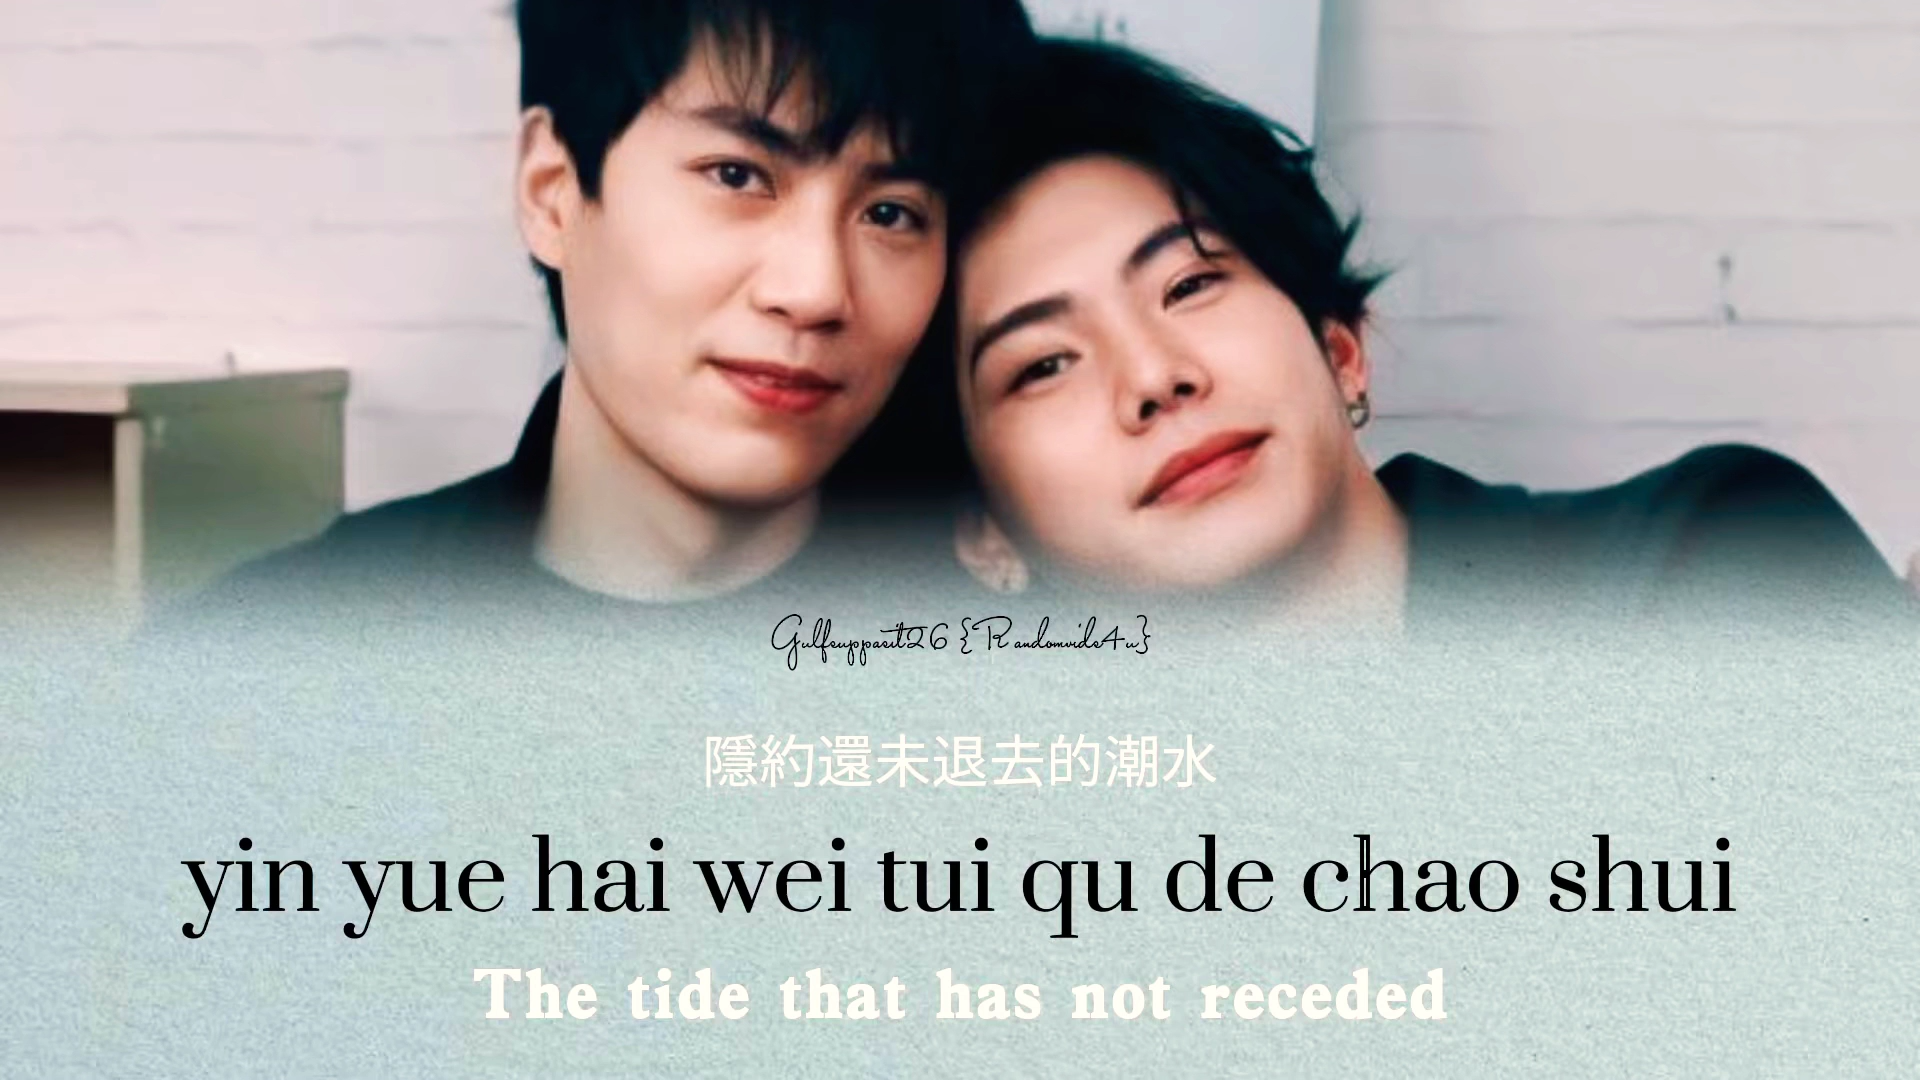 Gulfsuppasit26 {Randomvids4u}
隱約還未退去的潮水
yin yue hai wei tui qu de chao shui
The tide that has not receded